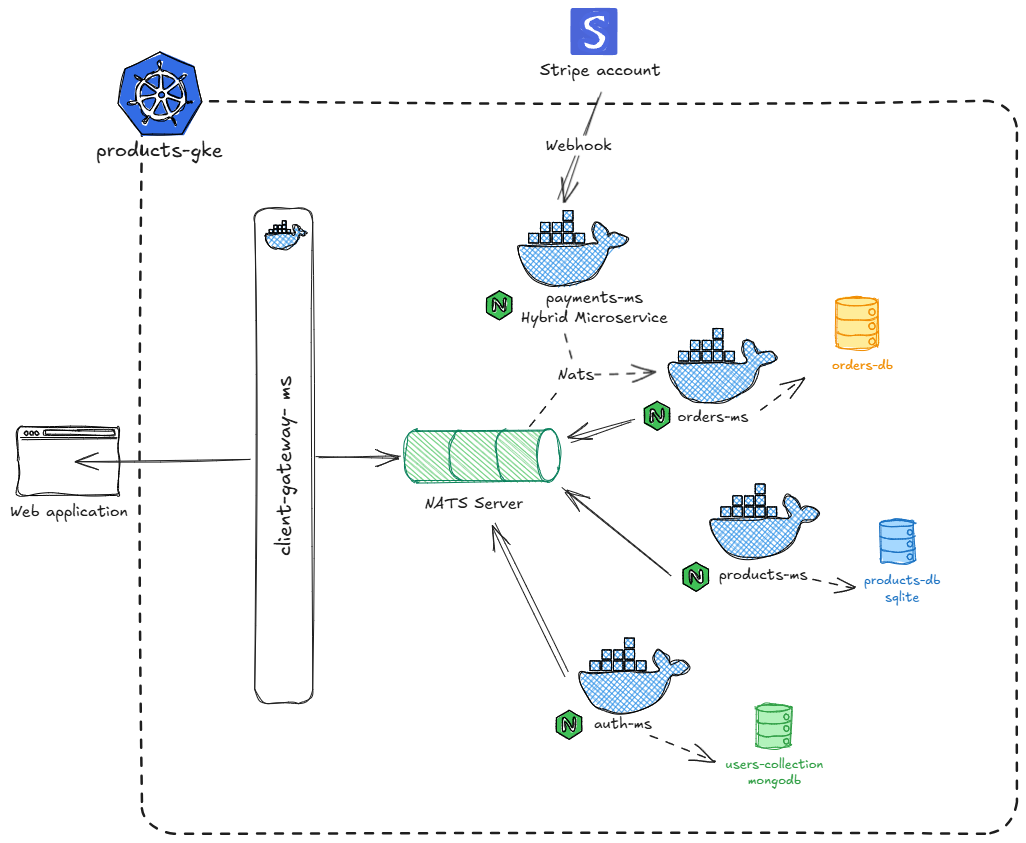 S
Stripe account
products-gke
Webhook
payments-ms
Hybrid Microservice
orders-db
Nats
orders-ms
client-gateway- ms
Web application
NATS Server
products-ms
products-db
sqlite
auth-ms
users-collection
mongodb
N
N
N
N